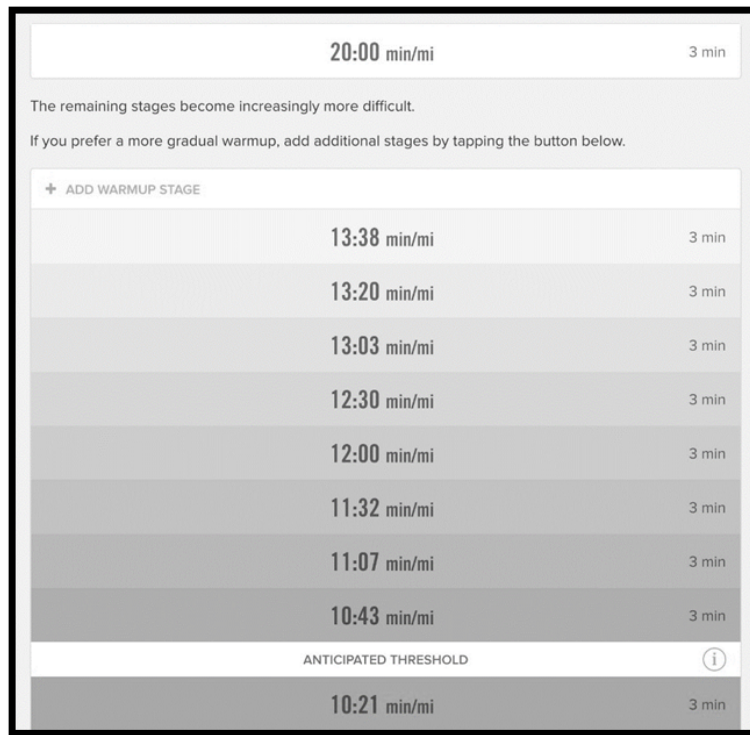 20:00 min/mi 3 min
The remaining stages become increasingly more difficult.
If you prefer a more gradual warmup, add additional stages by tapping the button below.
+ ADD WARMUP STAGE
13:38 min/mi 3 min
13:20 min/mi 3 min
13:03 min/mi 3 min
12:30 min/mi 3 min
12:00 min/mi 3 min
11:32 min/mi 3 min
11:07 min/mi 3 min
10:43 min/mi 3 min
ANTICIPATED THRESHOLD i
10:21 min/mi 3 min